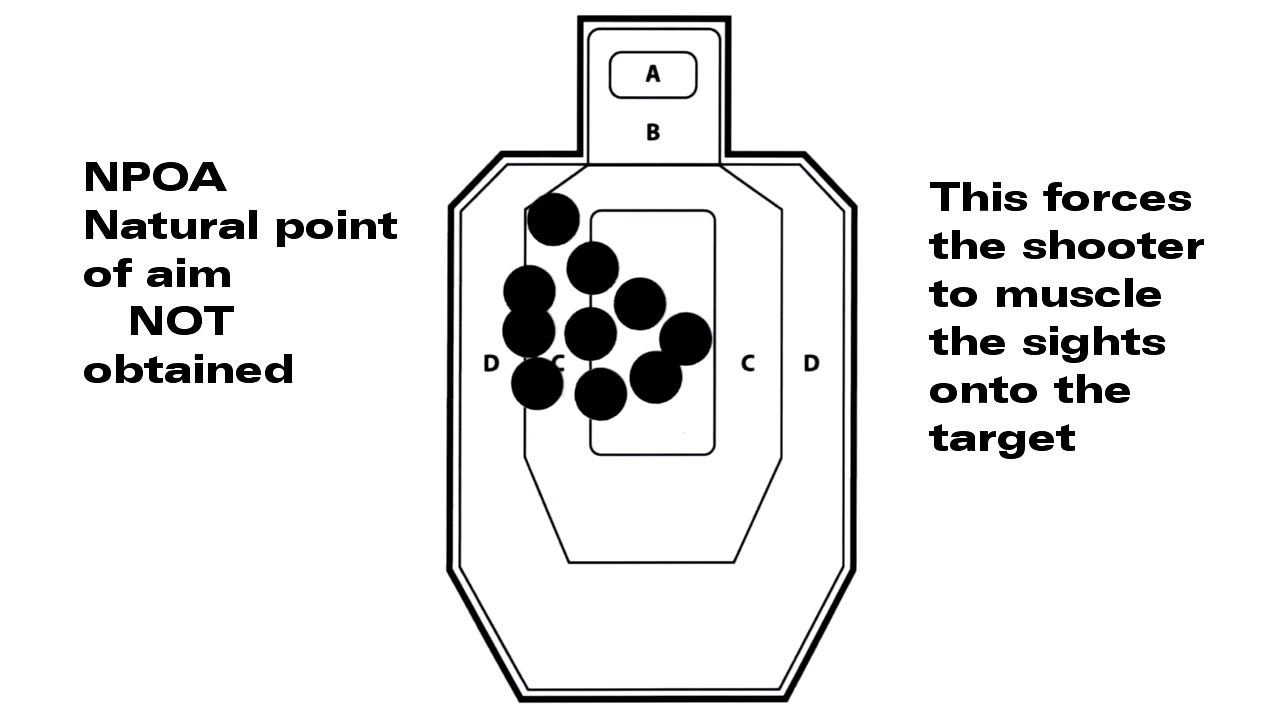 NPOA
Natural point
of aim
NOT
obtained
A
B
D
C
C
D
This forces
the shooter
to muscle
the sights
onto the
target